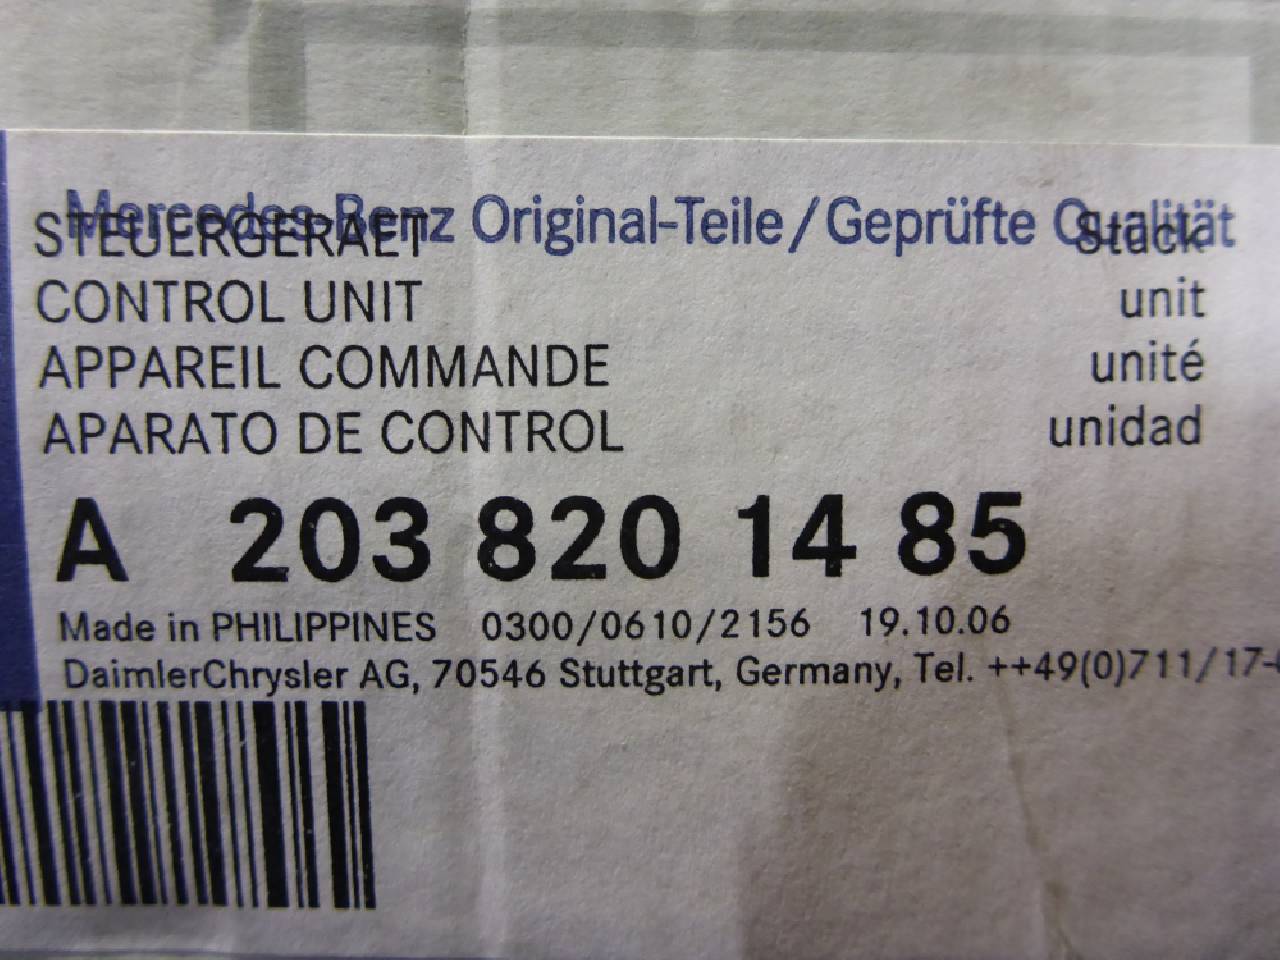 Mercedes-Benz Original-Teile/Geprüfte Qualität
STEUERGERAET Stück
CONTROL UNIT unit
APPAREIL COMMANDE unité
APARATO DE CONTROL unidad
A 203 820 14 85
Made in PHILIPPINES 0300/0610/2156 19.10.06
DaimlerChrysler AG, 70546 Stuttgart, Germany, Tel. ++49(0)711/17-